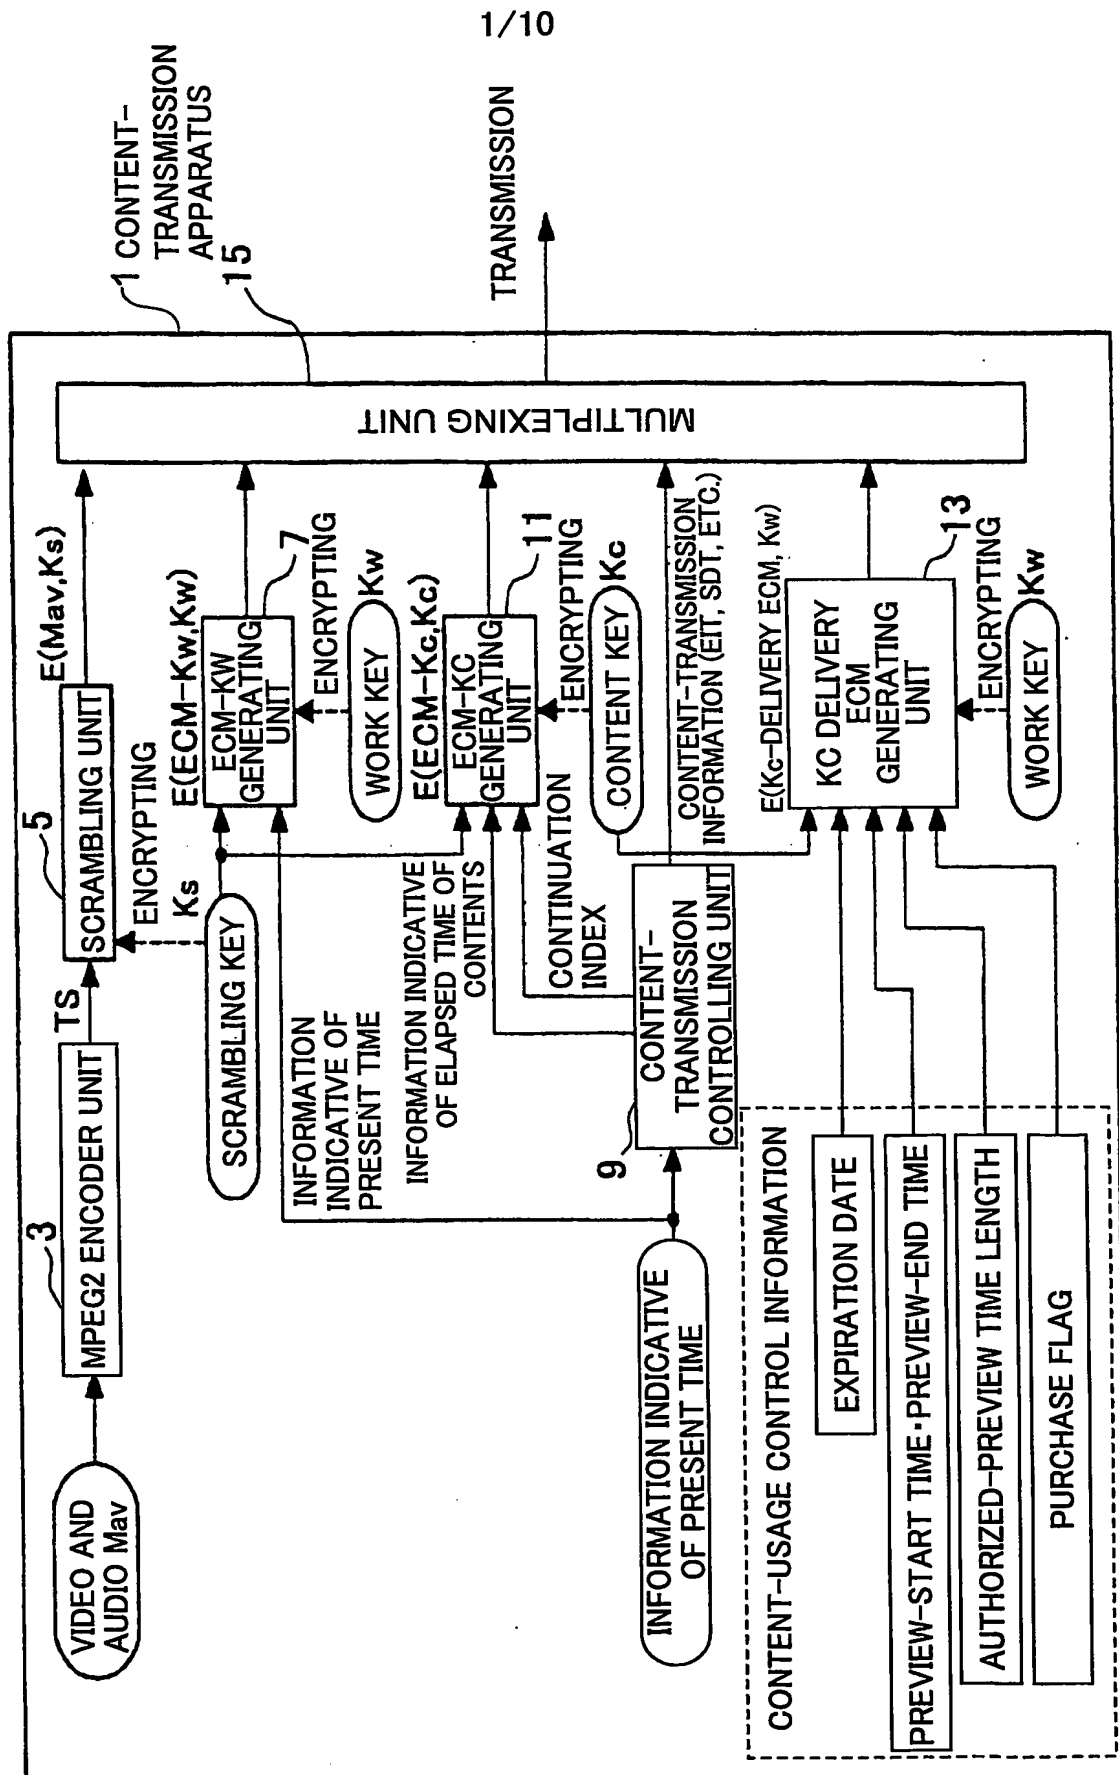 1/10
1 CONTENT-
TRANSMISSION
APPARATUS
15
TRANSMISSION
MULTIPLEXING UNIT
VIDEO AND
AUDIO Mav
3
MPEG2 ENCODER UNIT
TS
5
SCRAMBLING UNIT
E(Mav,Ks)
ENCRYPTING
Ks
SCRAMBLING KEY
E(ECM-Kw,Kw)
ECM-KW
GENERATING
UNIT
7
ENCRYPTING
WORK KEY
Kw
INFORMATION
INDICATIVE OF
PRESENT TIME
INFORMATION INDICATIVE
OF ELAPSED TIME OF
CONTENTS
E(ECM-Kc,Kc)
ECM-KC
GENERATING
UNIT
11
ENCRYPTING
CONTENT KEY
Kc
CONTINUATION
INDEX
INFORMATION INDICATIVE
OF PRESENT TIME
9
CONTENT-
TRANSMISSION
CONTROLLING UNIT
CONTENT-TRANSMISSION
INFORMATION (EIT, SDT, ETC.)
E(Kc-DELIVERY ECM, Kw)
KC DELIVERY
ECM
GENERATING
UNIT
13
ENCRYPTING
WORK KEY
Kw
CONTENT-USAGE CONTROL INFORMATION
EXPIRATION DATE
PREVIEW-START TIME·PREVIEW-END TIME
AUTHORIZED-PREVIEW TIME LENGTH
PURCHASE FLAG